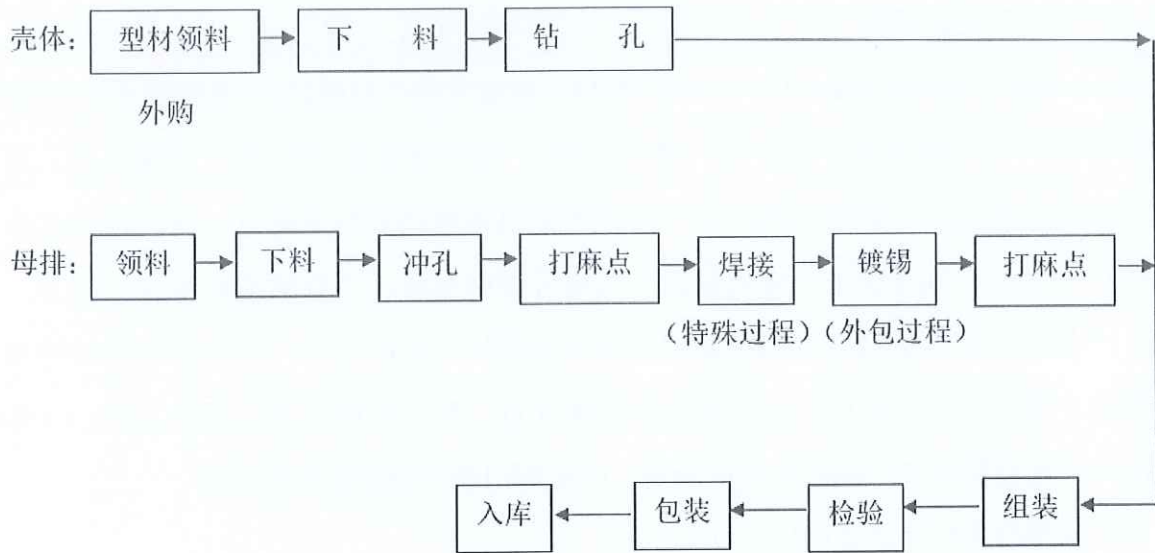 壳体： 型材领料 下 料 钻 孔
外购
母排： 领料 下料 冲孔 打麻点 焊接 镀锡 打麻点
（特殊过程）（外包过程）
入库 包装 检验 组装